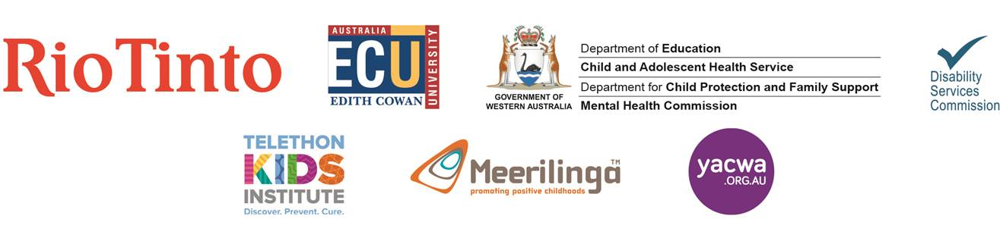 Rio Tinto
AUSTRALIA
ECU
EDITH COWAN
UNIVERSITY
GOVERNMENT OF
WESTERN AUSTRALIA
Department of Education
Child and Adolescent Health Service
Department for Child Protection and Family Support
Mental Health Commission
Disability
Services
Commission
TELETHON
KIDS
INSTITUTE
Discover. Prevent. Cure.
Meerilinga™
promoting positive childhoods
yacwa
.ORG.AU